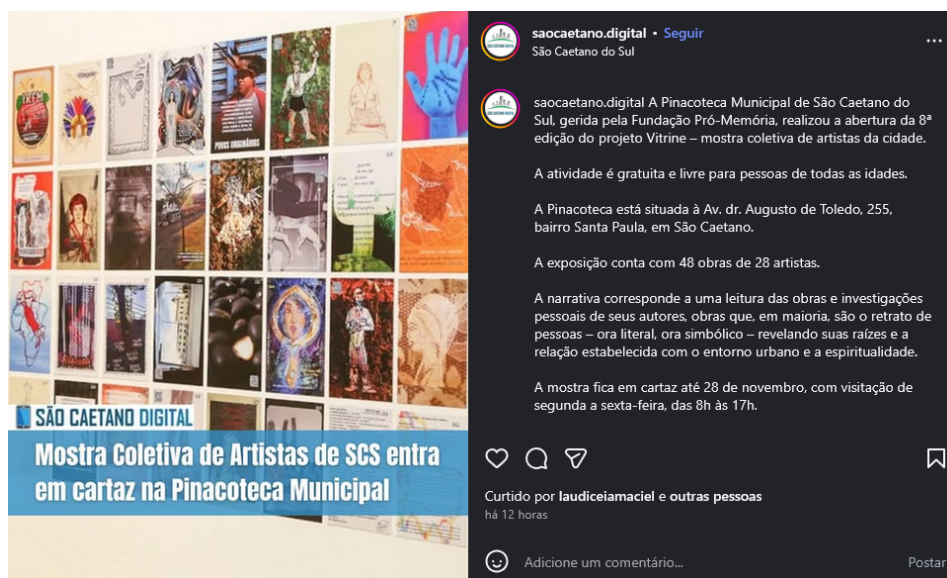 POVOS ORIGINÁRIOS
SÃO CAETANO DIGITAL
Mostra Coletiva de Artistas de SCS entra
em cartaz na Pinacoteca Municipal
saocaetano.digital • Seguir
São Caetano do Sul
saocaetano.digital A Pinacoteca Municipal de São Caetano do
Sul, gerida pela Fundação Pró-Memória, realizou a abertura da 8ª
edição do projeto Vitrine – mostra coletiva de artistas da cidade.
A atividade é gratuita e livre para pessoas de todas as idades.
A Pinacoteca está situada à Av. dr. Augusto de Toledo, 255,
bairro Santa Paula, em São Caetano.
A exposição conta com 48 obras de 28 artistas.
A narrativa corresponde a uma leitura das obras e investigações
pessoais de seus autores, obras que, em maioria, são o retrato de
pessoas – ora literal, ora simbólico – revelando suas raízes e a
relação estabelecida com o entorno urbano e a espiritualidade.
A mostra fica em cartaz até 28 de novembro, com visitação de
segunda a sexta-feira, das 8h às 17h.
Curtido por laudiceiamaciel e outras pessoas
há 12 horas
Adicione um comentário...
Postar